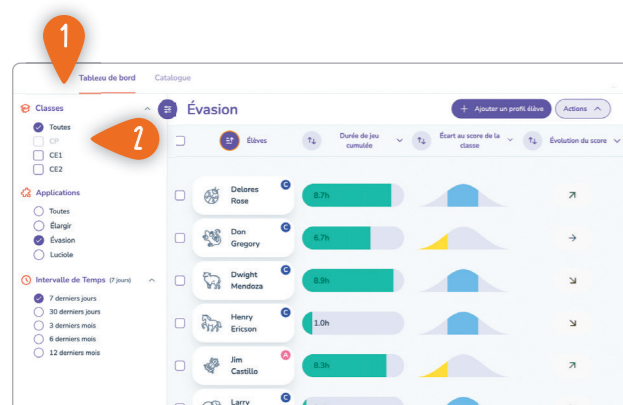 1
Tableau de bord Catalogue
Classes
Toutes
CP
CE1
CE2
2
Applications
Toutes
Élargir
Évasion
Luciole
Intervalle de Temps (7 jours)
7 derniers jours
30 derniers jours
3 derniers mois
6 derniers mois
12 derniers mois
Évasion
+ Ajouter un profil élève
Actions
Élèves
Durée de jeu
cumulée
Écart au score de la
classe
Évolution du score
Delores
Rose
C
8.7h
Don
Gregory
C
6.7h
Dwight
Mendoza
C
8.9h
Henry
Ericson
C
1.0h
Jim
Castillo
A
8.3h
Larry
C